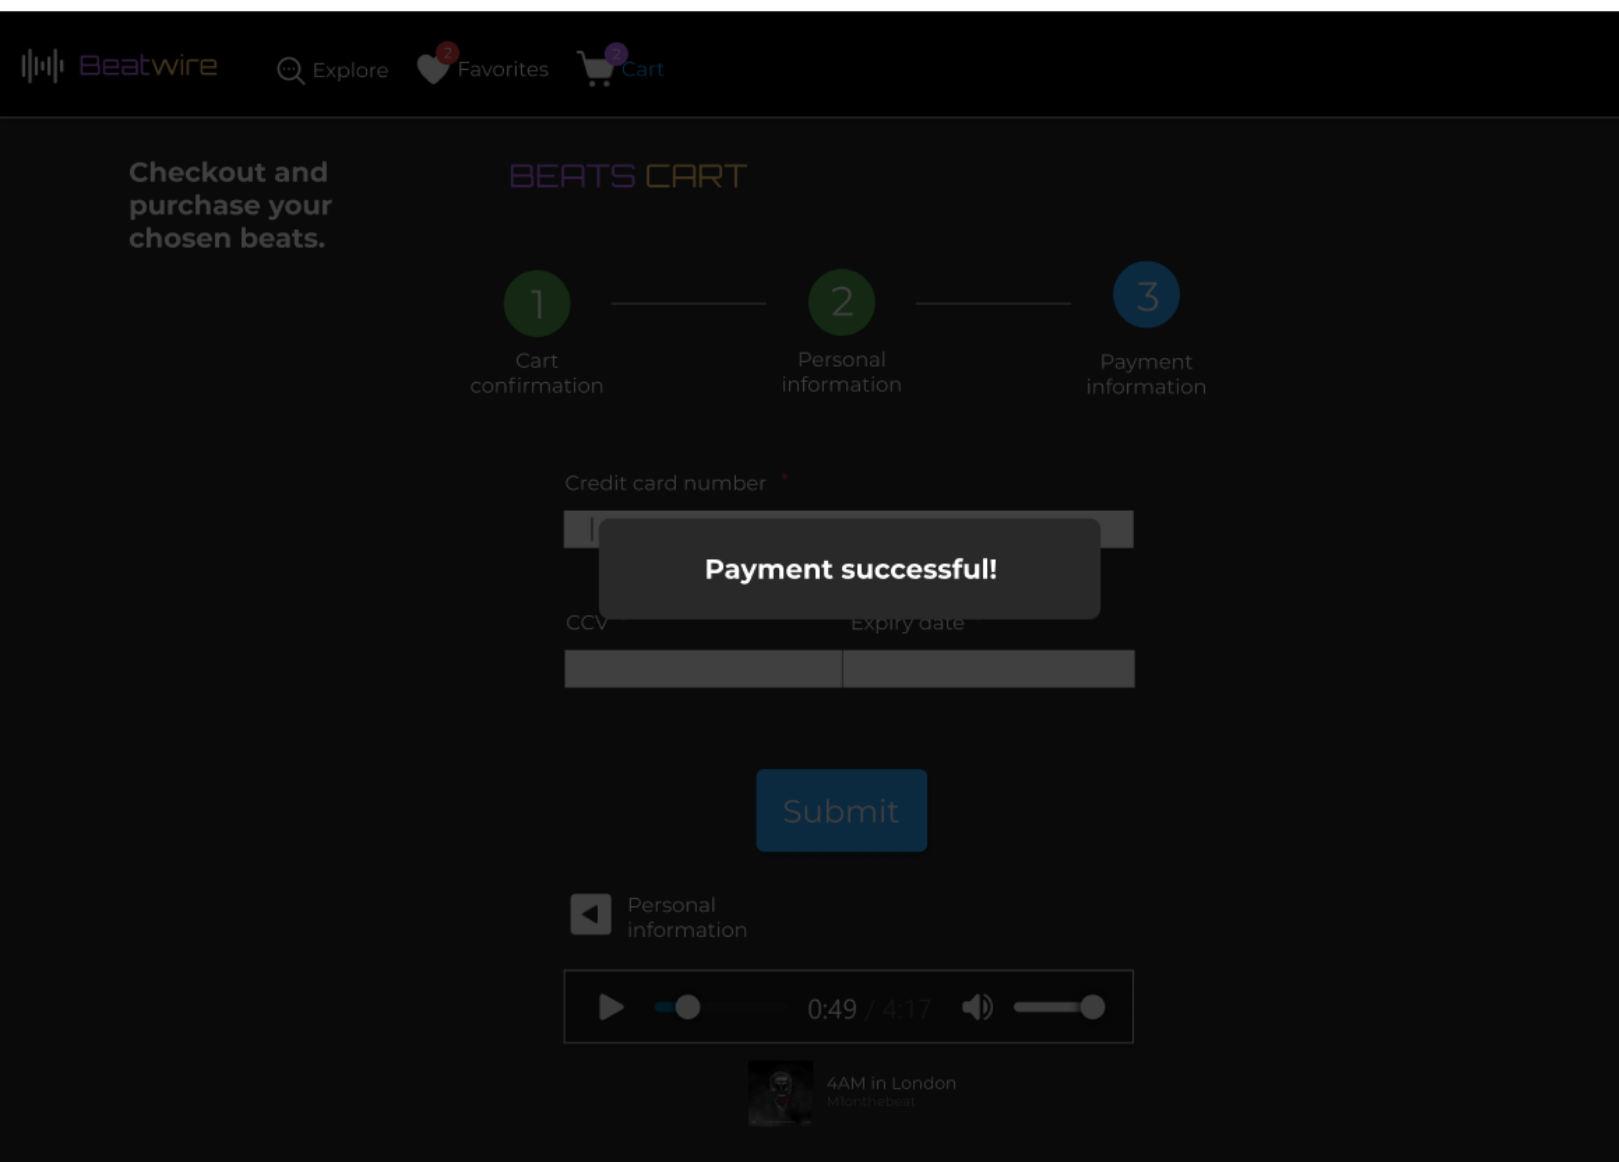 Beatwire
Explore
2
Favorites
2
Cart
Checkout and
purchase your
chosen beats.
BEATS CART
1
2
3
Cart
confirmation
Personal
information
Payment
information
Credit card number *
Payment successful!
CCV
Expiry date
Submit
Personal
information
0:49 / 4:17
4AM in London
M1onthebeat